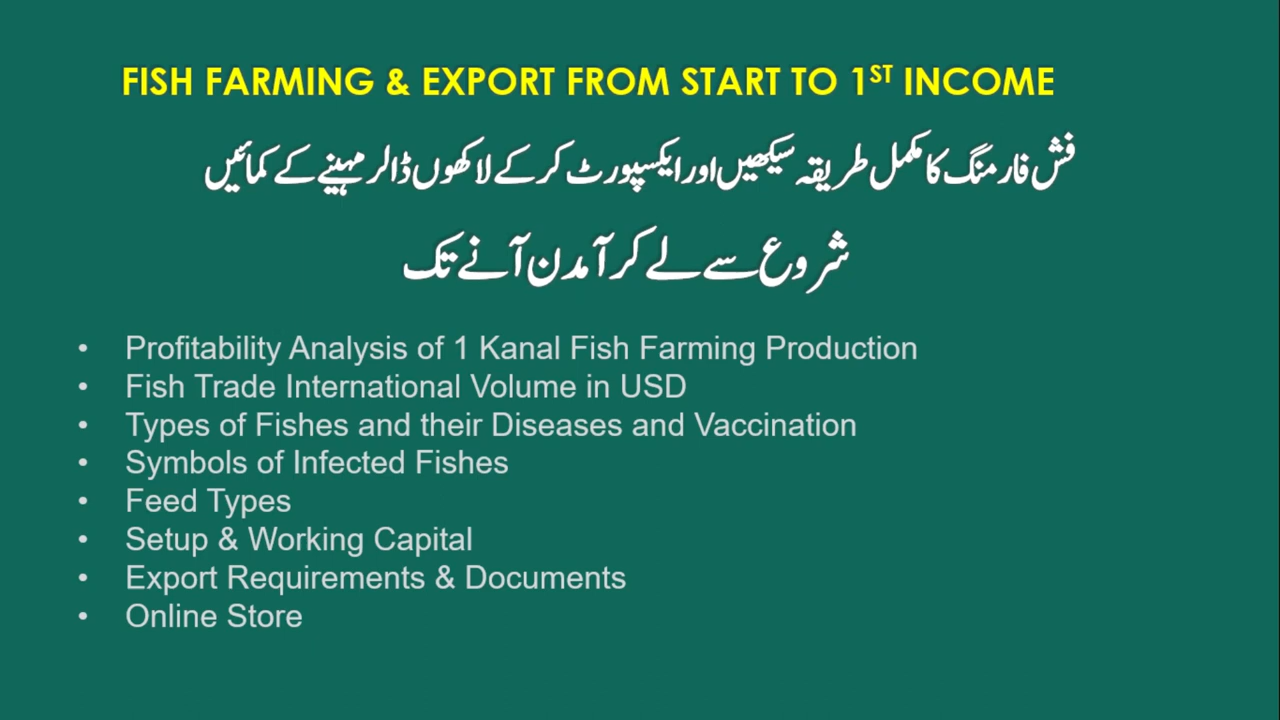 FISH FARMING & EXPORT FROM START TO 1ST INCOME
فش فارمنگ کا مکمل طریقہ سیکھیں اور ایکسپورٹ کر کے لاکھوں ڈالر مہینے کے کمائیں
شروع سے لے کر آمدن آنے تک
• Profitability Analysis of 1 Kanal Fish Farming Production
• Fish Trade International Volume in USD
• Types of Fishes and their Diseases and Vaccination
• Symbols of Infected Fishes
• Feed Types
• Setup & Working Capital
• Export Requirements & Documents
• Online Store